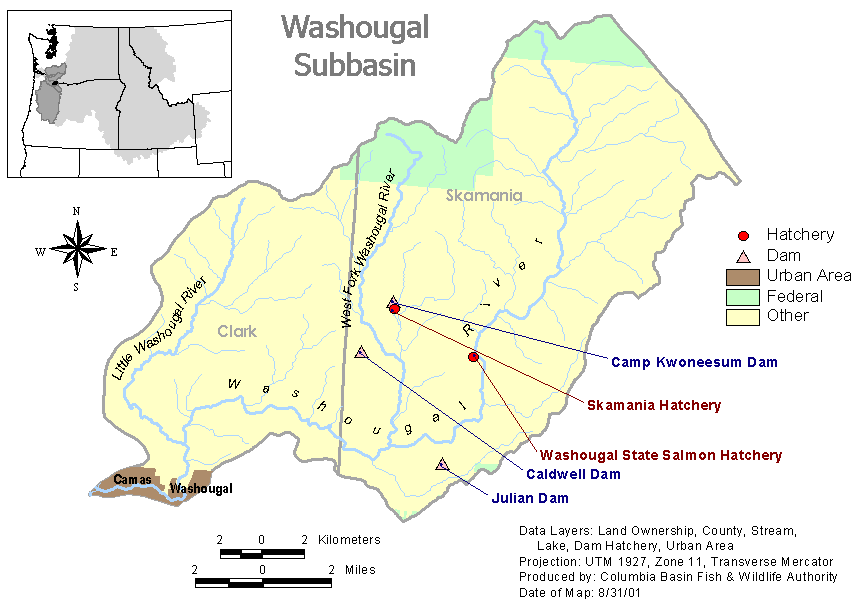 Washougal
Subbasin
N
W
E
S
Skamania
Clark
Little Washougal River
West Fork Washougal River
Washougal River
Camas
Washougal
Hatchery
Dam
Urban Area
Federal
Other
Camp Kwoneesum Dam
Skamania Hatchery
Washougal State Salmon Hatchery
Caldwell Dam
Julian Dam
2 0 2 Kilometers
2 0 2 Miles
Data Layers: Land Ownership, County, Stream,
Lake, Dam Hatchery, Urban Area
Projection: UTM 1927, Zone 11, Transverse Mercator
Produced by: Columbia Basin Fish & Wildlife Authority
Date of Map: 8/31/01